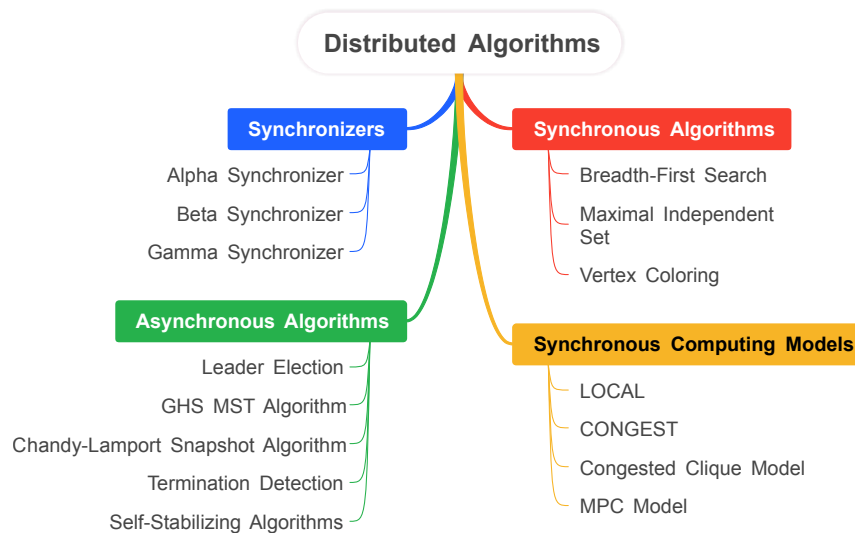 Distributed Algorithms
Synchronizers
Alpha Synchronizer
Beta Synchronizer
Gamma Synchronizer
Asynchronous Algorithms
Leader Election
GHS MST Algorithm
Chandy-Lamport Snapshot Algorithm
Termination Detection
Self-Stabilizing Algorithms
Synchronous Algorithms
Breadth-First Search
Maximal Independent
Set
Vertex Coloring
Synchronous Computing Models
LOCAL
CONGEST
Congested Clique Model
MPC Model